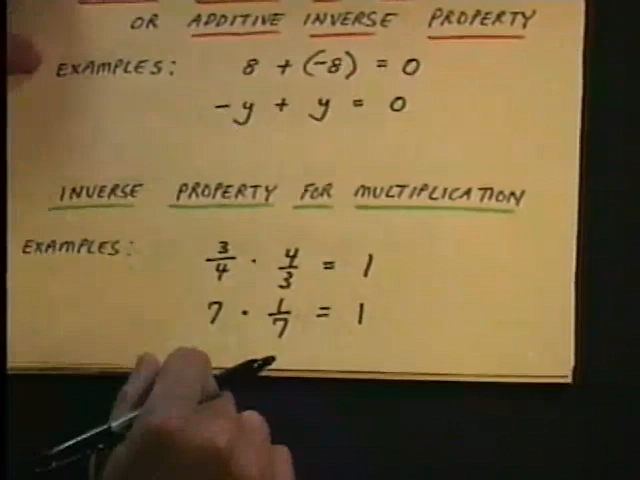 OR ADDITIVE INVERSE PROPERTY
EXAMPLES: 8 + (-8) = 0
-y + y = 0
INVERSE PROPERTY FOR MULTIPLICATION
EXAMPLES: 3/4 · 4/3 = 1
7 · 1/7 = 1